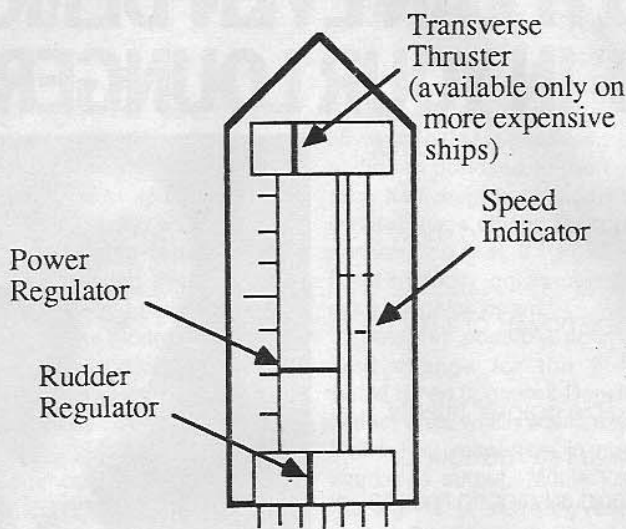 Transverse
Thruster
(available only on
more expensive
ships)
Speed
Indicator
Power
Regulator
Rudder
Regulator